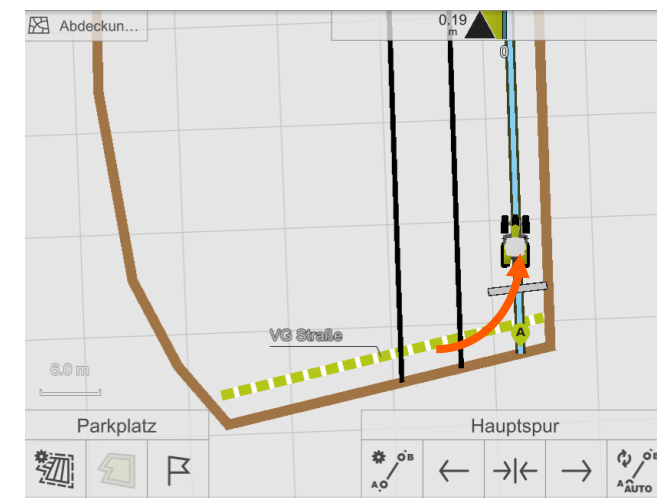 Abdeckun...
0.19
m
0
A
VG Straße
6.0 m
Parkplatz
Hauptspur
A B
A B
AUTO